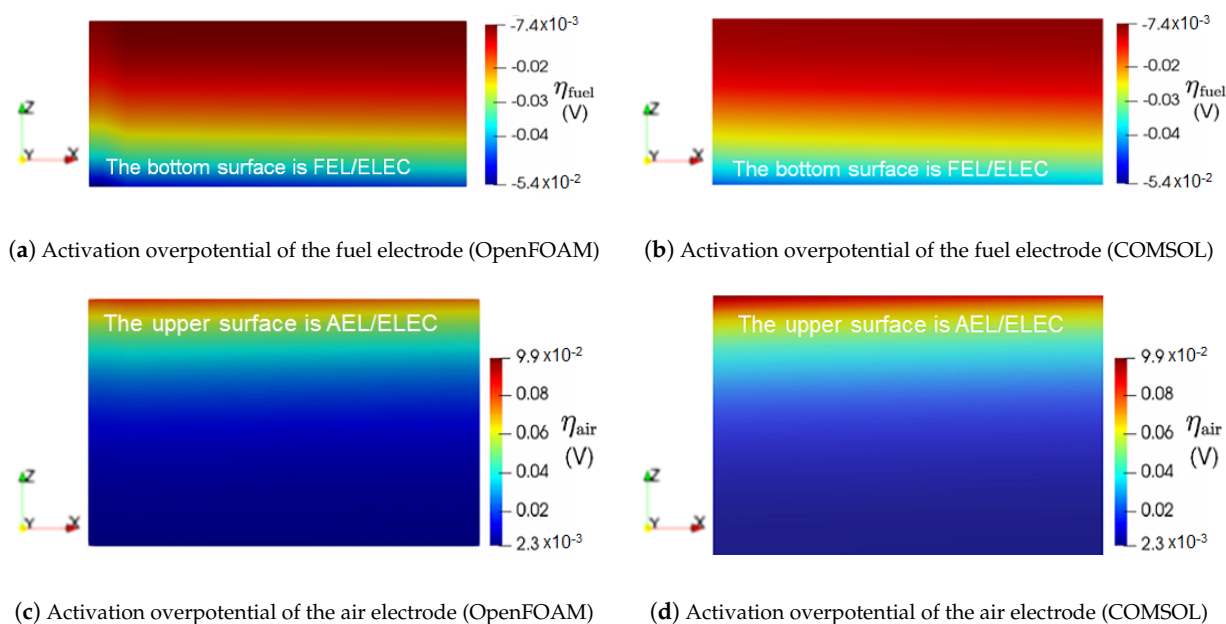 -7.4x10-3
-0.02
ηfuel
-0.03
(V)
-0.04
-5.4x10-2
Z
Y X
The bottom surface is FEL/ELEC
-7.4x10-3
-0.02
ηfuel
-0.03
(V)
-0.04
-5.4x10-2
Z
Y X
The bottom surface is FEL/ELEC
(a) Activation overpotential of the fuel electrode (OpenFOAM)
(b) Activation overpotential of the fuel electrode (COMSOL)
The upper surface is AEL/ELEC
9.9x10-2
0.08
0.06
ηair
(V)
0.04
0.02
2.3x10-3
Z
Y X
The upper surface is AEL/ELEC
9.9x10-2
0.08
0.06
ηair
(V)
0.04
0.02
2.3x10-3
Z
Y X
(c) Activation overpotential of the air electrode (OpenFOAM)
(d) Activation overpotential of the air electrode (COMSOL)